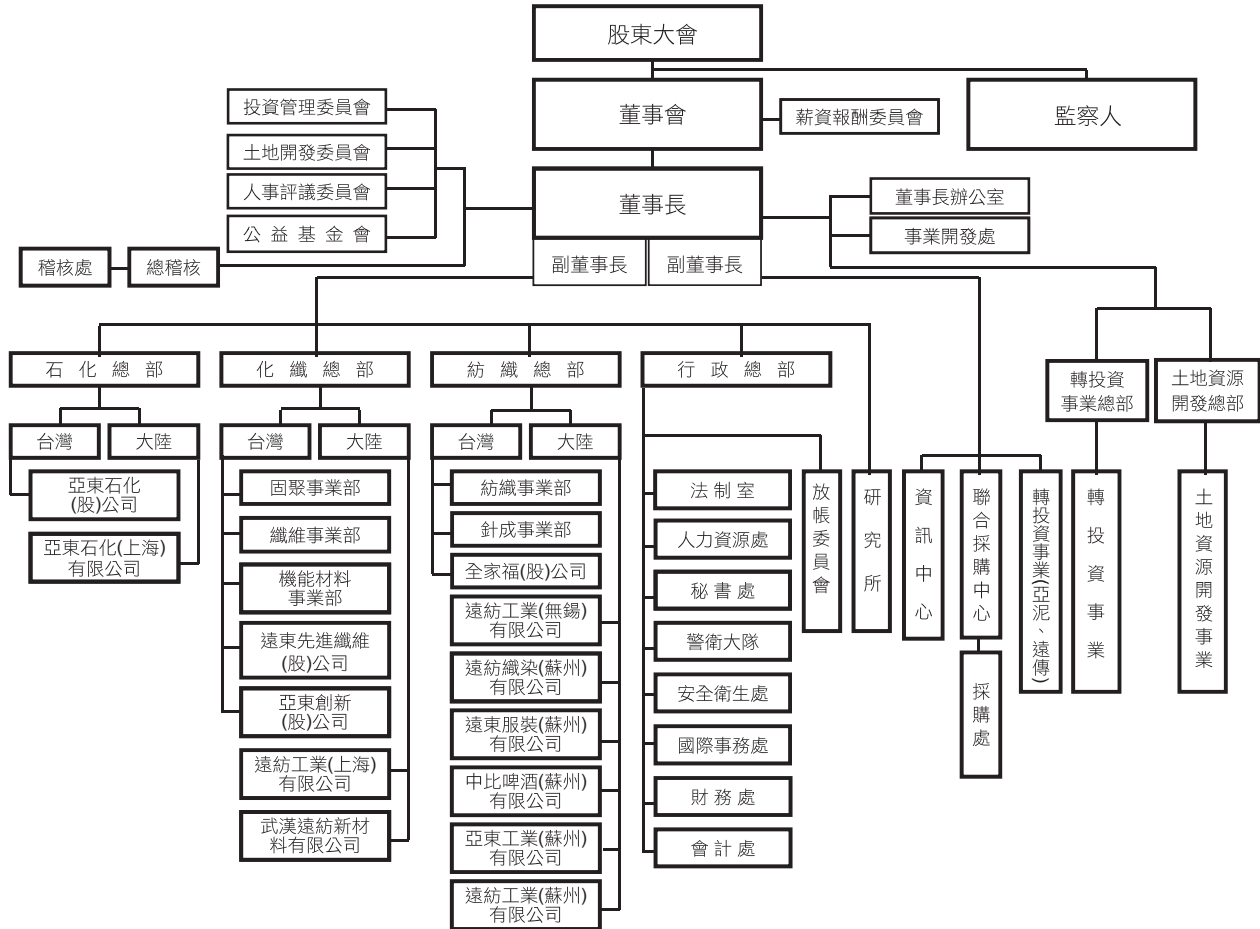 股東大會
董事會
薪資報酬委員會
監察人
投資管理委員會
土地開發委員會
人事評議委員會
公益基金會
董事長
董事長辦公室
事業開發處
稽核處
總稽核
副董事長
副董事長
石化總部
化纖總部
紡織總部
行政總部
轉投資
事業總部
土地資源
開發總部
台灣
大陸
台灣
大陸
台灣
大陸
亞東石化
(股)公司
亞東石化(上海)
有限公司
固聚事業部
纖維事業部
機能材料
事業部
遠東先進纖維
(股)公司
亞東創新
(股)公司
遠紡工業(上海)
有限公司
武漢遠紡新材
料有限公司
紡織事業部
針成事業部
全家福(股)公司
遠紡工業(無錫)
有限公司
遠紡織染(蘇州)
有限公司
遠東服裝(蘇州)
有限公司
中比啤酒(蘇州)
有限公司
亞東工業(蘇州)
有限公司
遠紡工業(蘇州)
有限公司
法制室
人力資源處
秘書處
警衛大隊
安全衛生處
國際事務處
財務處
會計處
放帳委員會
研究所
資訊中心
聯合採購中心
採購處
轉投資事業(亞泥、遠傳)
轉投資事業
土地資源開發事業